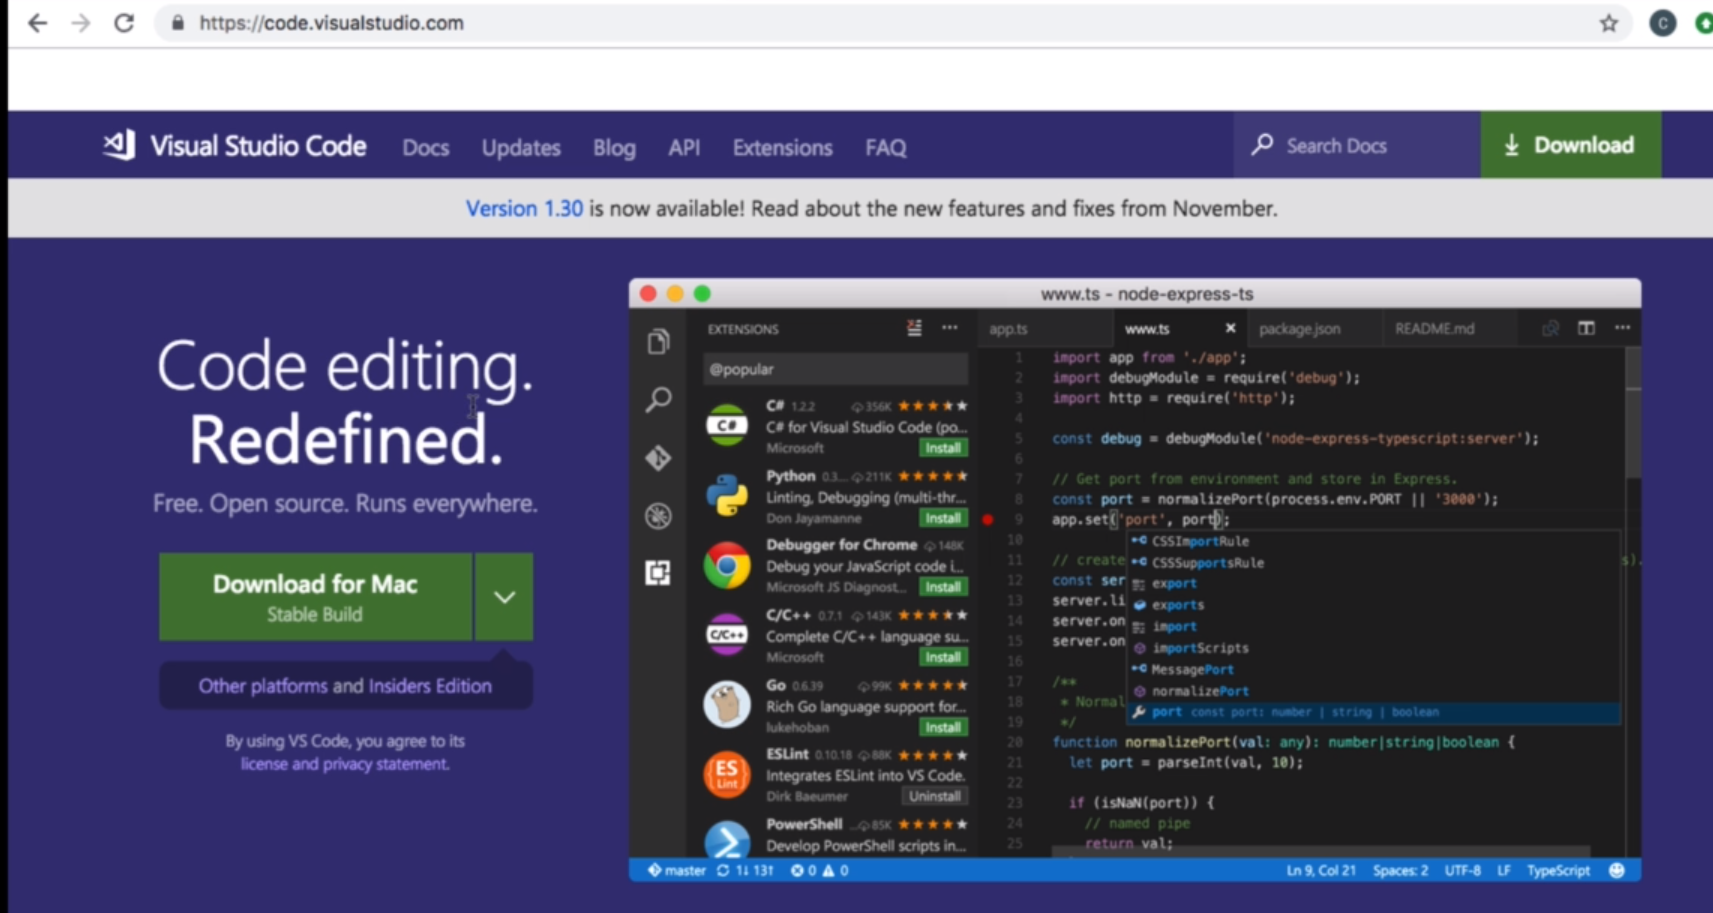 https://code.visualstudio.com
C
Visual Studio Code
Docs
Updates
Blog
API
Extensions
FAQ
Search Docs
Download
Version 1.30 is now available! Read about the new features and fixes from November.
Code editing.
Redefined.
Free. Open source. Runs everywhere.
Download for Mac
Stable Build
Other platforms and Insiders Edition
By using VS Code, you agree to its
license and privacy statement.
www.ts - node-express-ts
EXTENSIONS
@popular
C# 1.2.2 356K
C# for Visual Studio Code (po...
Microsoft
Install
C#
Python 0.3... 211K
Linting, Debugging (multi-thr...
Don Jayamanne
Install
Debugger for Chrome 148K
Debug your JavaScript code i...
Microsoft JS Diagnost...
Install
C/C++ 0.7.1 143K
Complete C/C++ language su...
Microsoft
Install
C/C++
Go 0.6.39 99K
Rich Go language support for...
lukehoban
Install
ESLint 0.10.18 88K
Integrates ESLint into VS Code.
Dirk Baeumer
Uninstall
ES
Lint
PowerShell ... 85K
Develop PowerShell scripts in...
app.ts
www.ts
package.json
README.md
1 import app from './app';
2 import debugModule = require('debug');
3 import http = require('http');
4
5 const debug = debugModule('node-express-typescript:server');
6
7 // Get port from environment and store in Express.
8 const port = normalizePort(process.env.PORT || '3000');
9 app.set('port', port);
10
11 // create s).
12 const ser
13 server.li
14 server.on
15 server.on
16
17 /**
18 * Normal
19 */
20 function normalizePort(val: any): number|string|boolean {
21 let port = parseInt(val, 10);
22
23 if (isNaN(port)) {
24 // named pipe
25 return val;
CSSImportRule
CSSSupportsRule
export
exports
import
importScripts
MessagePort
normalizePort
port const port: number | string | boolean
master 1↓ 13↑ 0 0
Ln 9, Col 21
Spaces: 2
UTF-8
LF
TypeScript